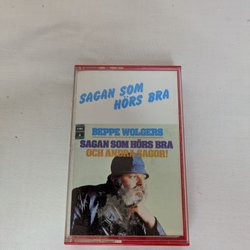 SAGAN SOM
HÖRS BRA
BEPPE WOLGERS
SAGAN SOM HÖRS BRA
OCH ANDRA SAGOR!